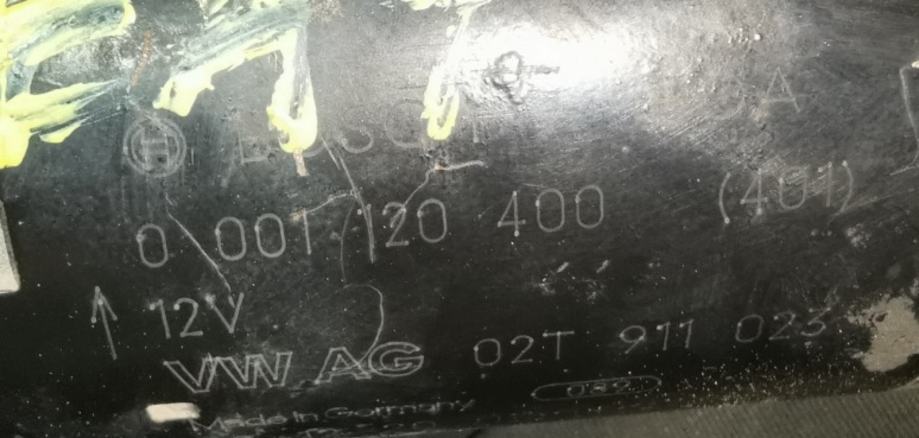 BOSCH
0 001 120 400 (401)
12V
VW AG 02T 911 023
Made in Germany